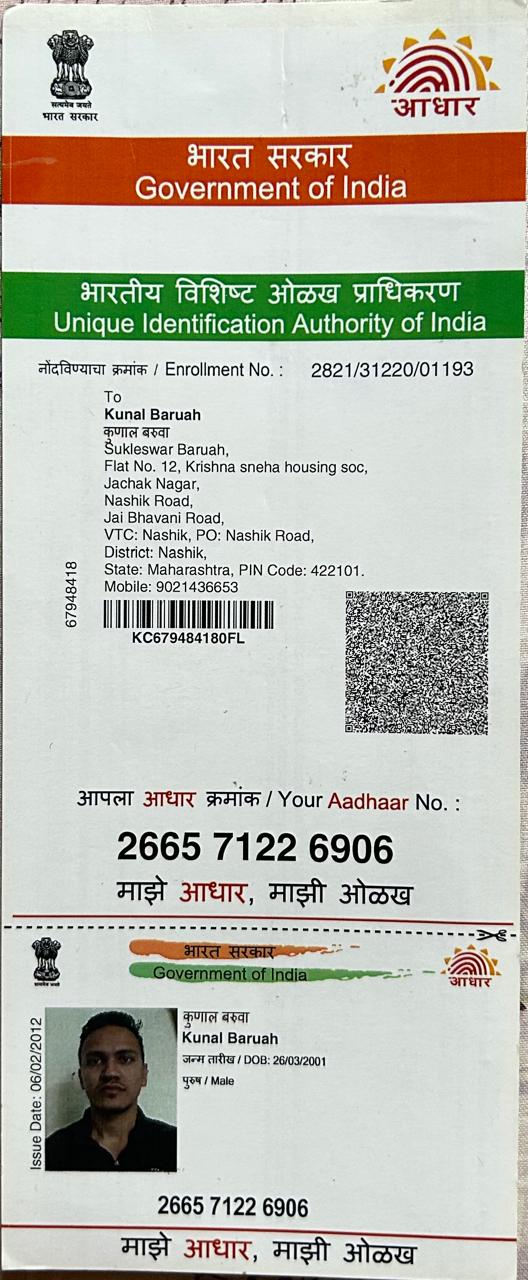 सत्यमेव जयते
भारत सरकार
आधार
भारत सरकार
Government of India
भारतीय विशिष्ट ओळख प्राधिकरण
Unique Identification Authority of India
नोंदविण्याचा क्रमांक / Enrollment No. : 2821/31220/01193
To
Kunal Baruah
कुणाल बरुवा
Sukleswar Baruah,
Flat No. 12, Krishna sneha housing soc,
Jachak Nagar,
Nashik Road,
Jai Bhavani Road,
VTC: Nashik, PO: Nashik Road,
District: Nashik,
State: Maharashtra, PIN Code: 422101.
Mobile: 9021436653
67948418
KC679484180FL
आपला आधार क्रमांक / Your Aadhaar No. :
2665 7122 6906
माझे आधार, माझी ओळख
भारत सरकार
Government of India
आधार
Issue Date: 06/02/2012
कुणाल बरुवा
Kunal Baruah
जन्म तारीख / DOB: 26/03/2001
पुरुष / Male
2665 7122 6906
माझे आधार, माझी ओळख